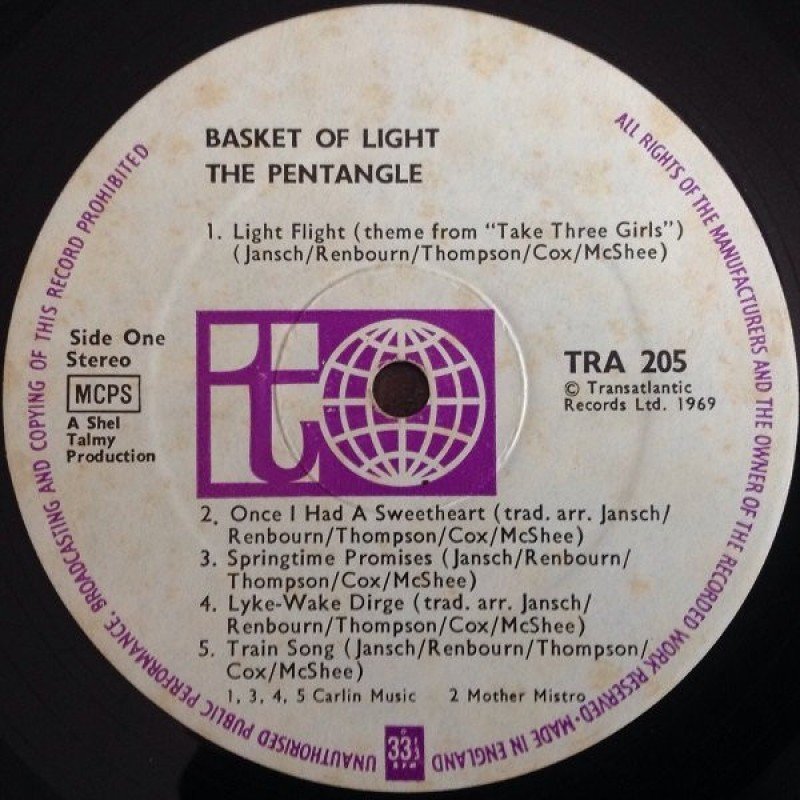 BASKET OF LIGHT
THE PENTANGLE
1. Light Flight (theme from "Take Three Girls")
(Jansch/Renbourn/Thompson/Cox/McShee)
Side One
Stereo
MCPS
A Shel
Talmy
Production
t
TRA 205
© Transatlantic
Records Ltd. 1969
2. Once I Had A Sweetheart (trad. arr. Jansch/
Renbourn/Thompson/Cox/McShee)
3. Springtime Promises (Jansch/Renbourn/
Thompson/Cox/McShee)
4. Lyke-Wake Dirge (trad. arr. Jansch/
Renbourn/Thompson/Cox/McShee)
5. Train Song (Jansch/Renbourn/Thompson/
Cox/McShee)
1, 3, 4, 5 Carlin Music 2 Mother Mistro
33⅓
RPM
ALL RIGHTS OF THE MANUFACTURERS AND THE OWNER OF THE RECORDED WORK RESERVED·MADE IN ENGLAND
UNAUTHORISED PUBLIC PERFORMANCE, BROADCASTING AND COPYING OF THIS RECORD PROHIBITED